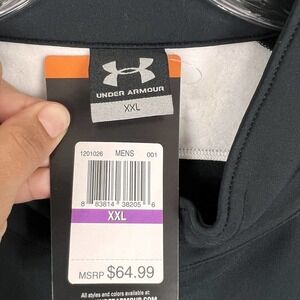 UNDER ARMOUR
XXL
1201026 MENS 001
8 83814 38205 6
XXL
MSRP $64.99
All styles and colors available at: